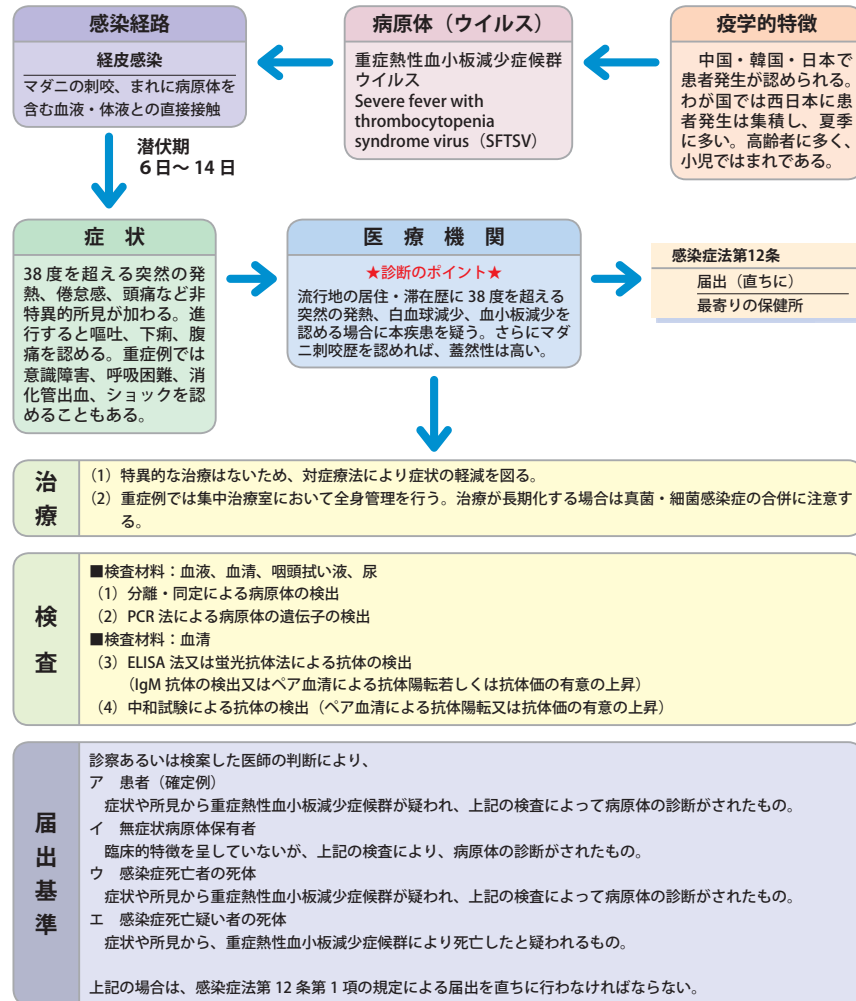 感染経路
経皮感染
マダニの刺咬、まれに病原体を
含む血液・体液との直接接触
病原体（ウイルス）
重症熱性血小板減少症候群
ウイルス
Severe fever with
thrombocytopenia
syndrome virus（SFTSV）
疫学的特徴
中国・韓国・日本で
患者発生が認められる。
わが国では西日本に患
者発生は集積し、夏季
に多い。高齢者に多く、
小児ではまれである。
潜伏期
６日～ 14 日
症　状
38 度を超える突然の発
熱、倦怠感、頭痛など非
特異的所見が加わる。進
行すると嘔吐、下痢、腹
痛を認める。重症例では
意識障害、呼吸困難、消
化管出血、ショックを認
めることもある。
医　療　機　関
★診断のポイント★
流行地の居住・滞在歴に 38 度を超える
突然の発熱、白血球減少、血小板減少を
認める場合に本疾患を疑う。さらにマダ
ニ刺咬歴を認めれば、蓋然性は高い。
感染症法第12条
届出（直ちに）
最寄りの保健所
治療
（1）特異的な治療はないため、対症療法により症状の軽減を図る。
（2）重症例では集中治療室において全身管理を行う。治療が長期化する場合は真菌・細菌感染症の合併に注意す
る。
検査
■検査材料：血液、血清、咽頭拭い液、尿
（1）分離・同定による病原体の検出
（2）PCR 法による病原体の遺伝子の検出
■検査材料：血清
（3）ELISA 法又は蛍光抗体法による抗体の検出
（IgM 抗体の検出又はペア血清による抗体陽転若しくは抗体価の有意の上昇）
（4）中和試験による抗体の検出（ペア血清による抗体陽転又は抗体価の有意の上昇）
届出基準
診察あるいは検案した医師の判断により、
ア　患者（確定例）
症状や所見から重症熱性血小板減少症候群が疑われ、上記の検査によって病原体の診断がされたもの。
イ　無症状病原体保有者
臨床的特徴を呈していないが、上記の検査により、病原体の診断がされたもの。
ウ　感染症死亡者の死体
症状や所見から重症熱性血小板減少症候群が疑われ、上記の検査によって病原体の診断がされたもの。
エ　感染症死亡疑い者の死体
症状や所見から、重症熱性血小板減少症候群により死亡したと疑われるもの。
上記の場合は、感染症法第 12 条第 1 項の規定による届出を直ちに行わなければならない。